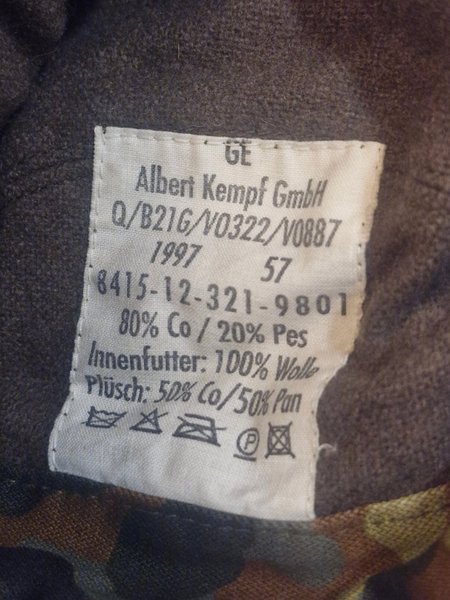 GE
Albert Kempf GmbH
Q/B21G/V0322/V0887
1997 57
8415-12-321-9801
80% Co / 20% Pes
Innenfutter: 100% Wolle
Plüsch: 50% Co/50% Pan
P